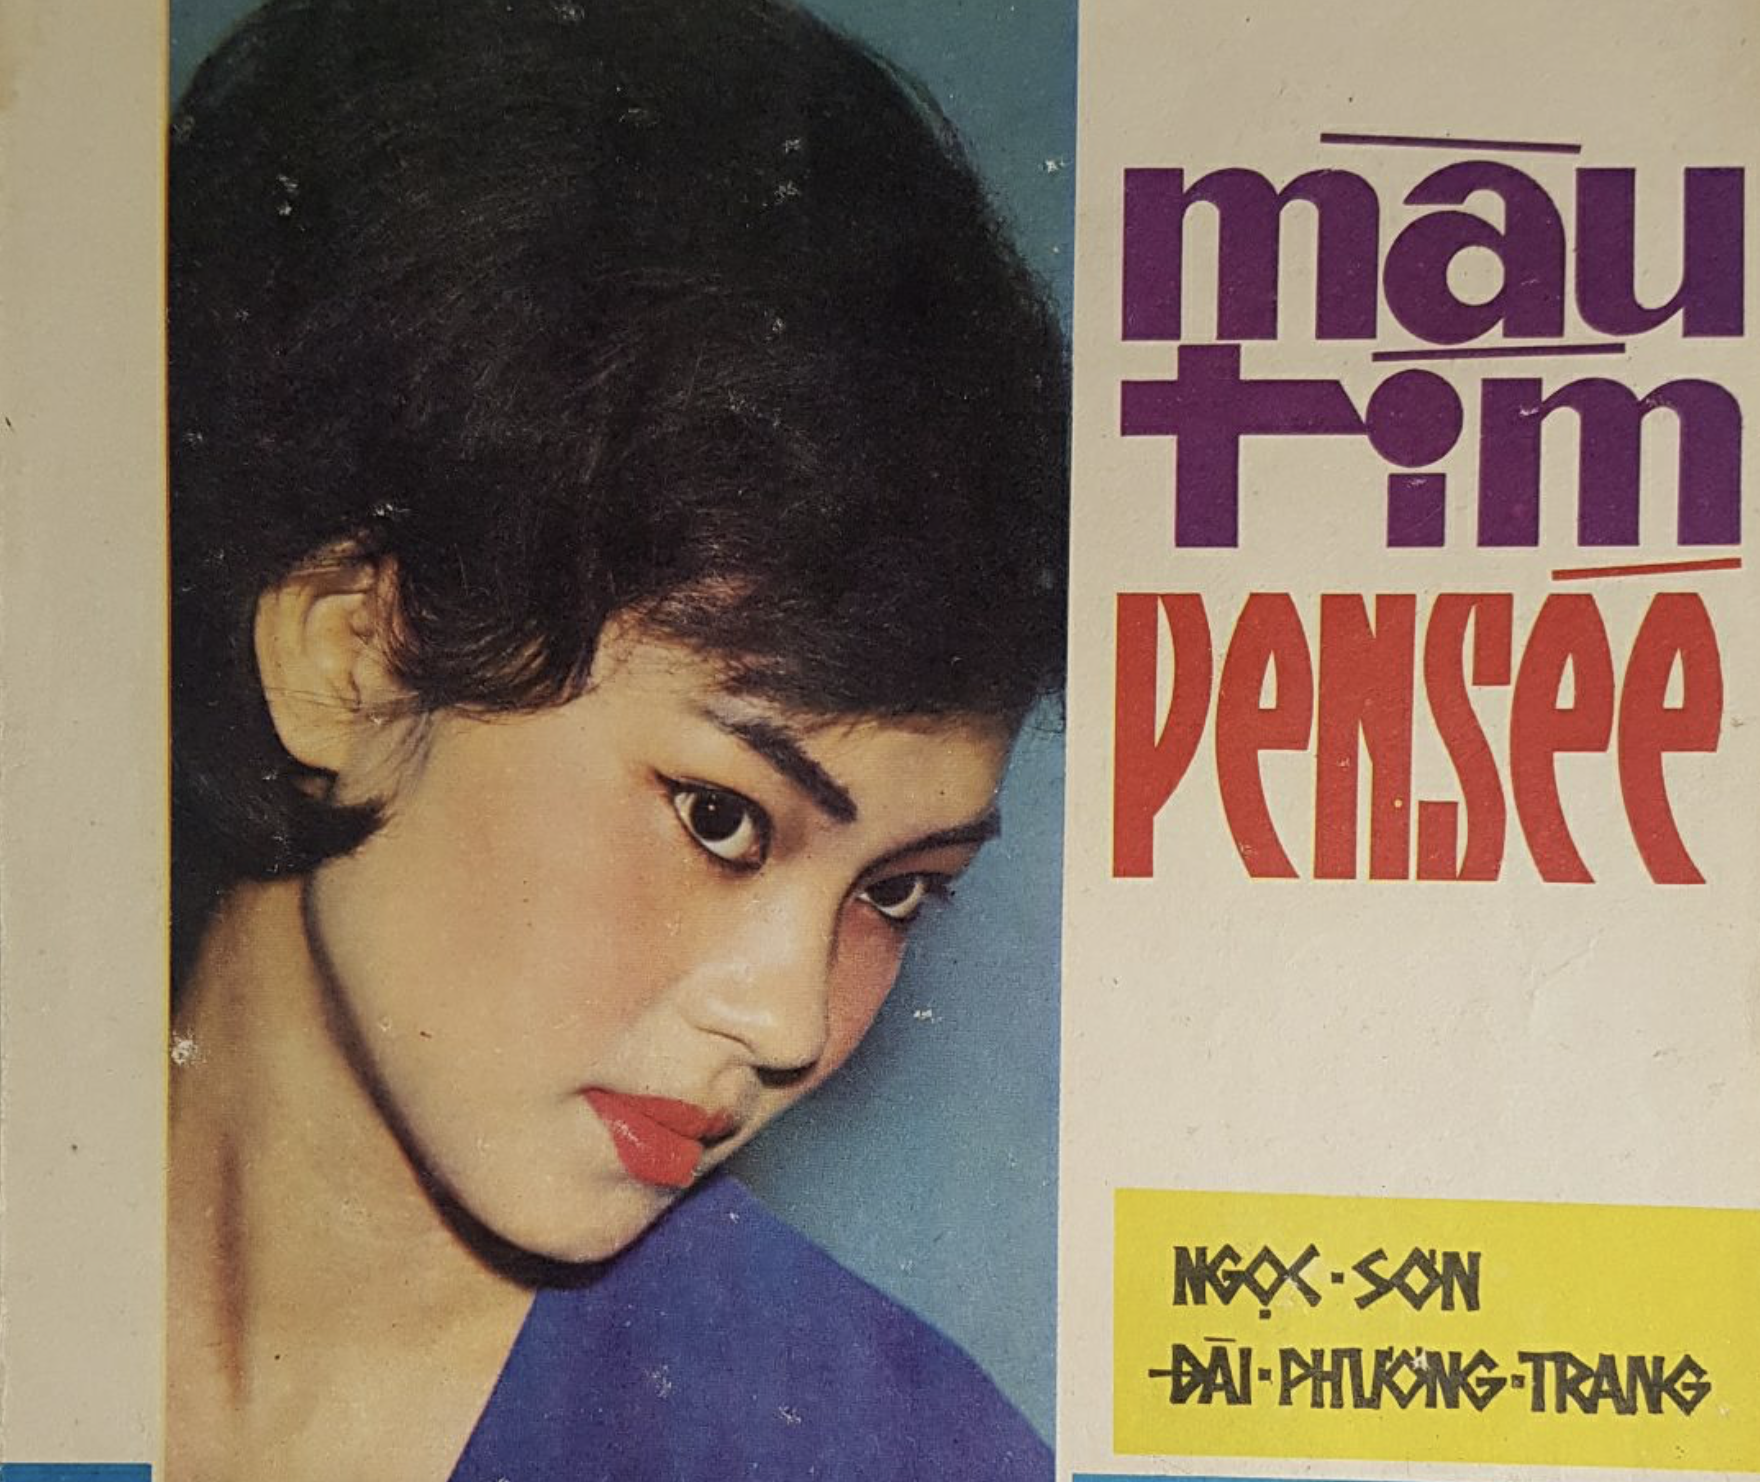 màu
tím
pensée
NGỌC · SƠN
ĐÀI · PHƯƠNG · TRANG